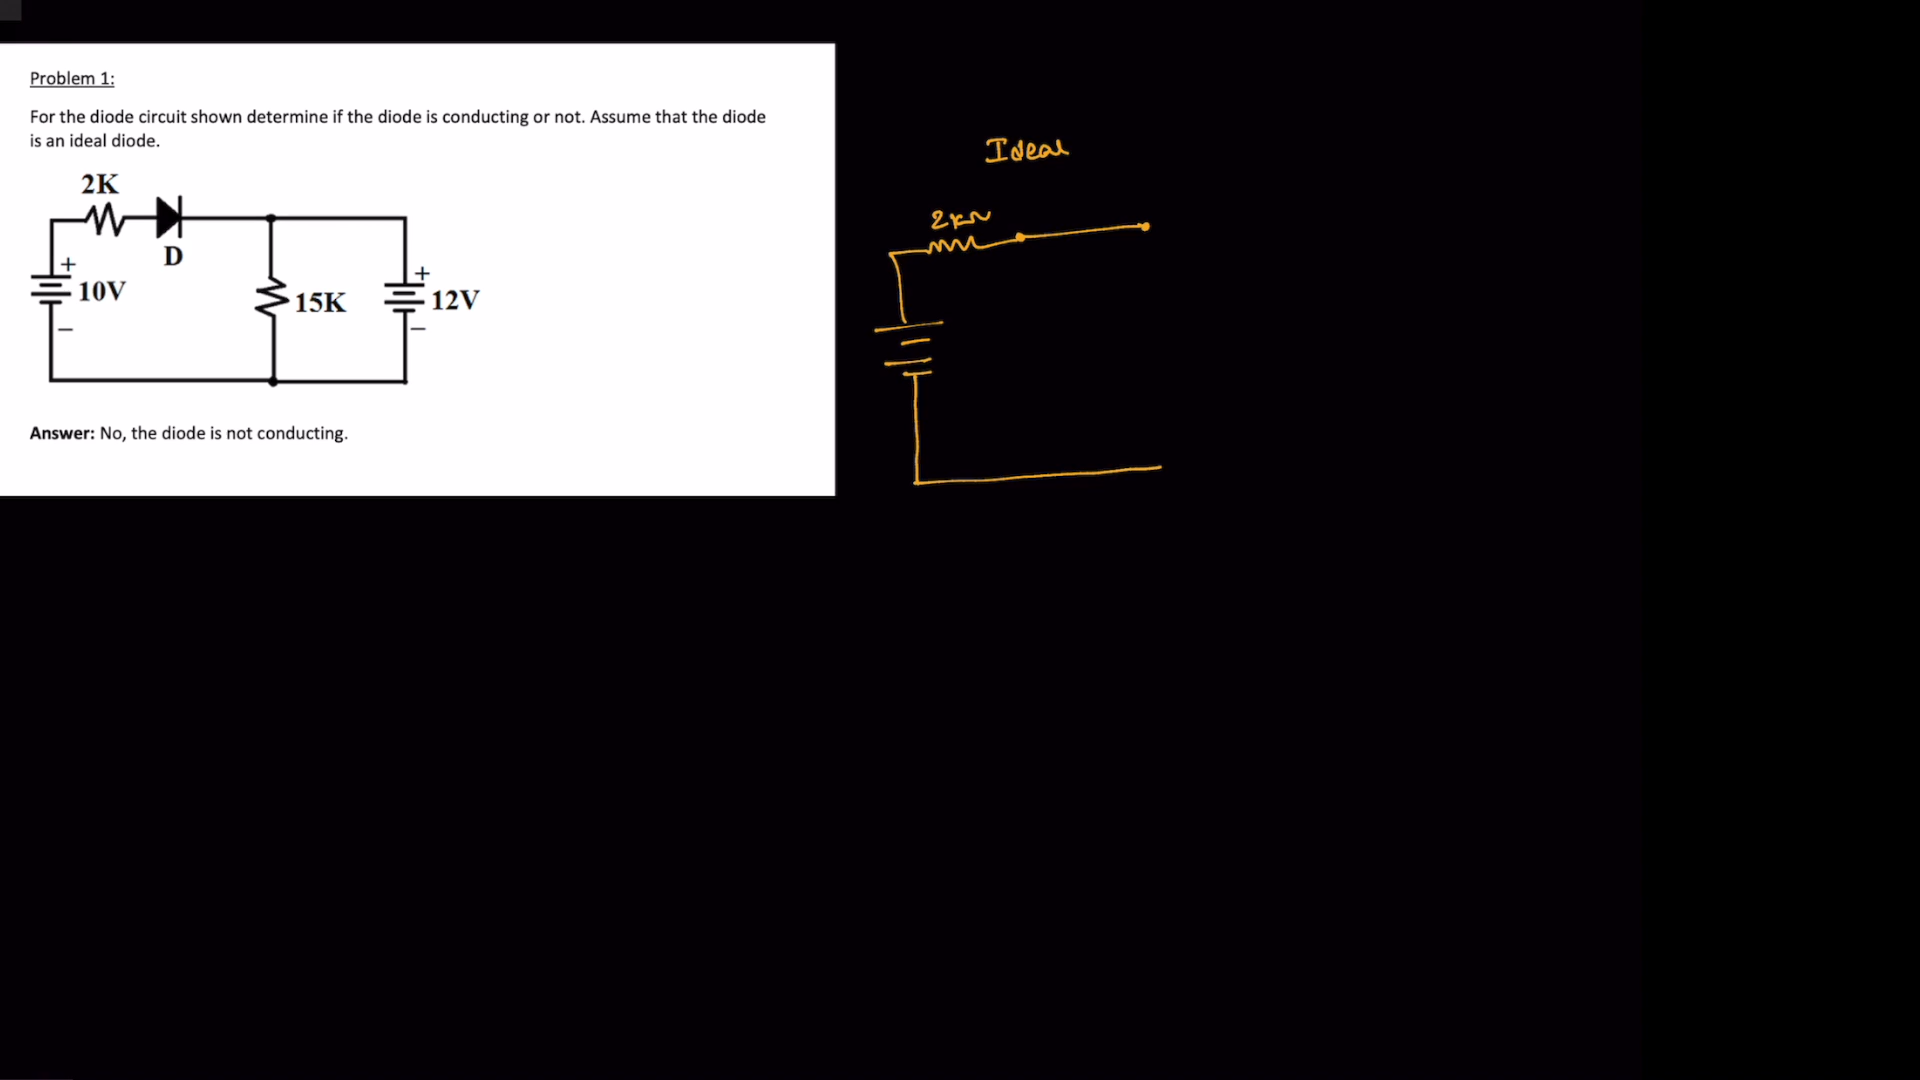 Problem 1:
For the diode circuit shown determine if the diode is conducting or not. Assume that the diode
is an ideal diode.
2K
D
+
10V
–
15K
+
12V
–
Answer: No, the diode is not conducting.
Ideal
2kΩ